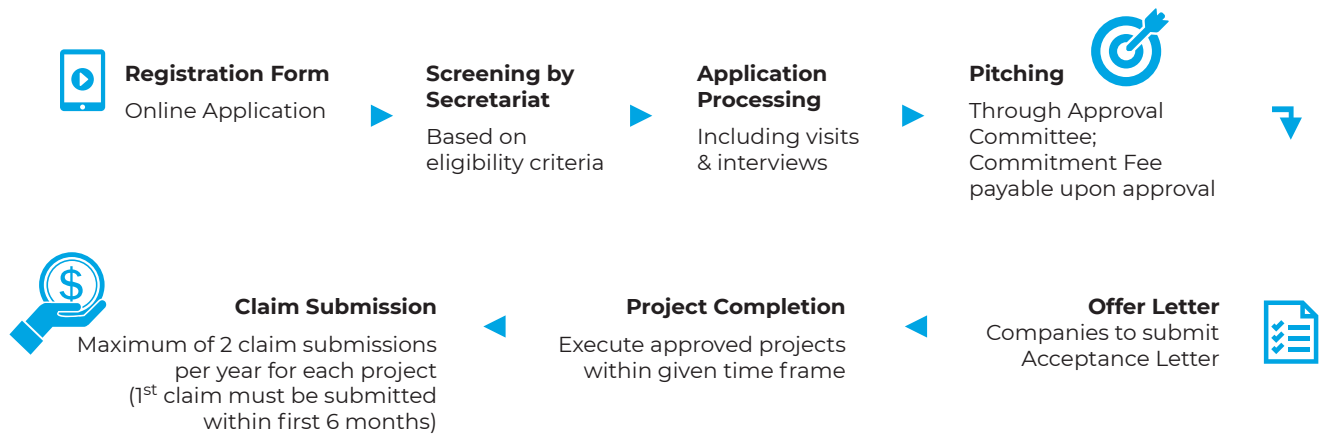 Registration Form
Online Application
Screening by
Secretariat
Based on
eligibility criteria
Application
Processing
Including visits
& interviews
Pitching
Through Approval
Committee;
Commitment Fee
payable upon approval
Offer Letter
Companies to submit
Acceptance Letter
Project Completion
Execute approved projects
within given time frame
$
Claim Submission
Maximum of 2 claim submissions
per year for each project
(1st claim must be submitted
within first 6 months)